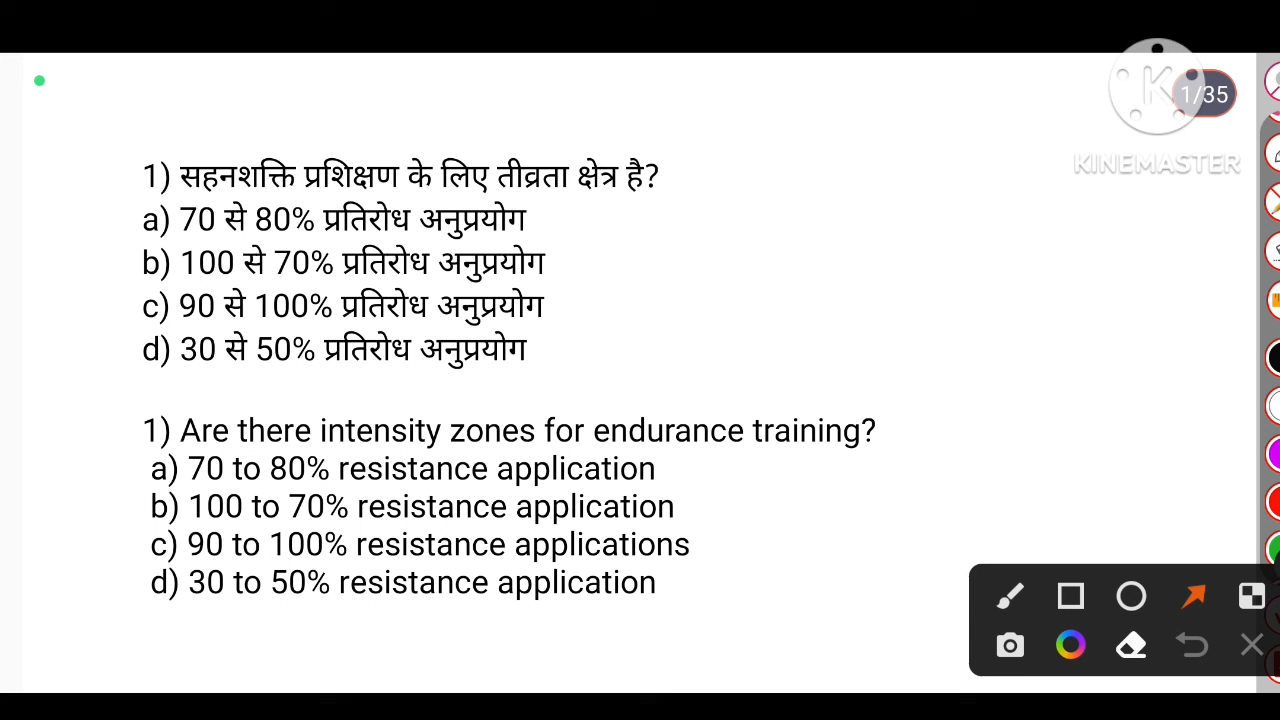 1/35
KINEMASTER
1) सहनशक्ति प्रशिक्षण के लिए तीव्रता क्षेत्र है?
a) 70 से 80% प्रतिरोध अनुप्रयोग
b) 100 से 70% प्रतिरोध अनुप्रयोग
c) 90 से 100% प्रतिरोध अनुप्रयोग
d) 30 से 50% प्रतिरोध अनुप्रयोग
1) Are there intensity zones for endurance training?
a) 70 to 80% resistance application
b) 100 to 70% resistance application
c) 90 to 100% resistance applications
d) 30 to 50% resistance application